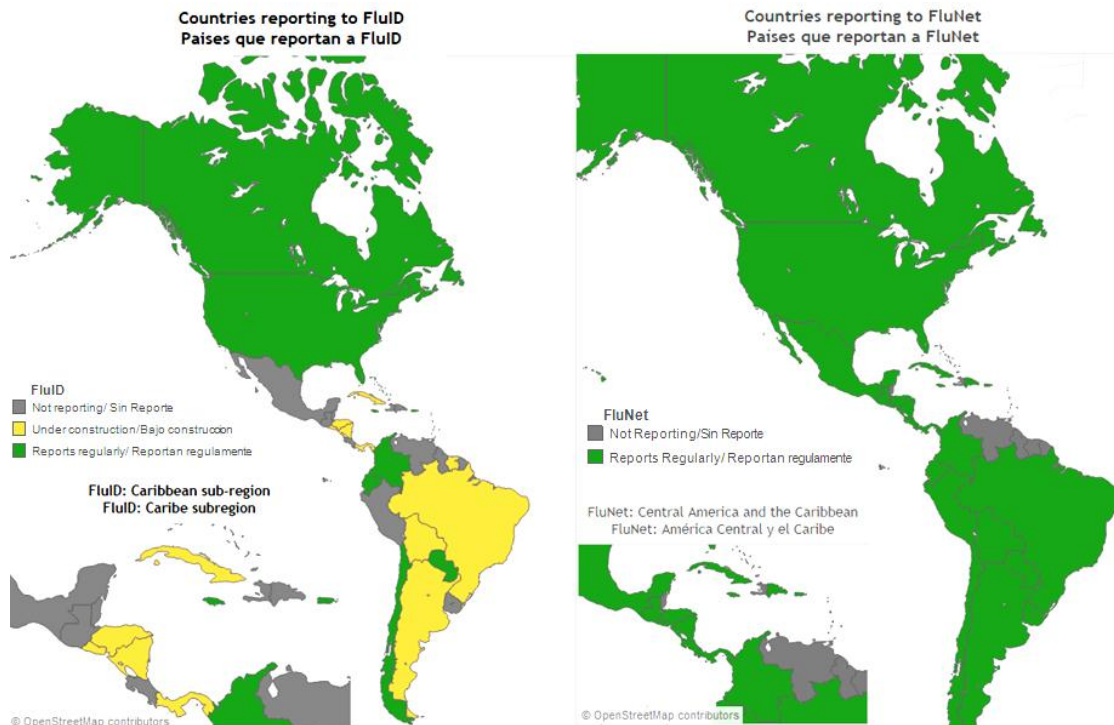 Countries reporting to FluID
Países que reportan a FluID
FluID
Not reporting/ Sin Reporte
Under construction/Bajo construccion
Reports regularly/ Reportan regulamente
FluID: Caribbean sub-region
FluID: Caribe subregion
© OpenStreetMap contributors
Countries reporting to FluNet
Países que reportan a FluNet
FluNet
Not Reporting/Sin Reporte
Reports Regularly/ Reportan regulamente
FluNet: Central America and the Caribbean
FluNet: América Central y el Caribe
© OpenStreetMap contributors